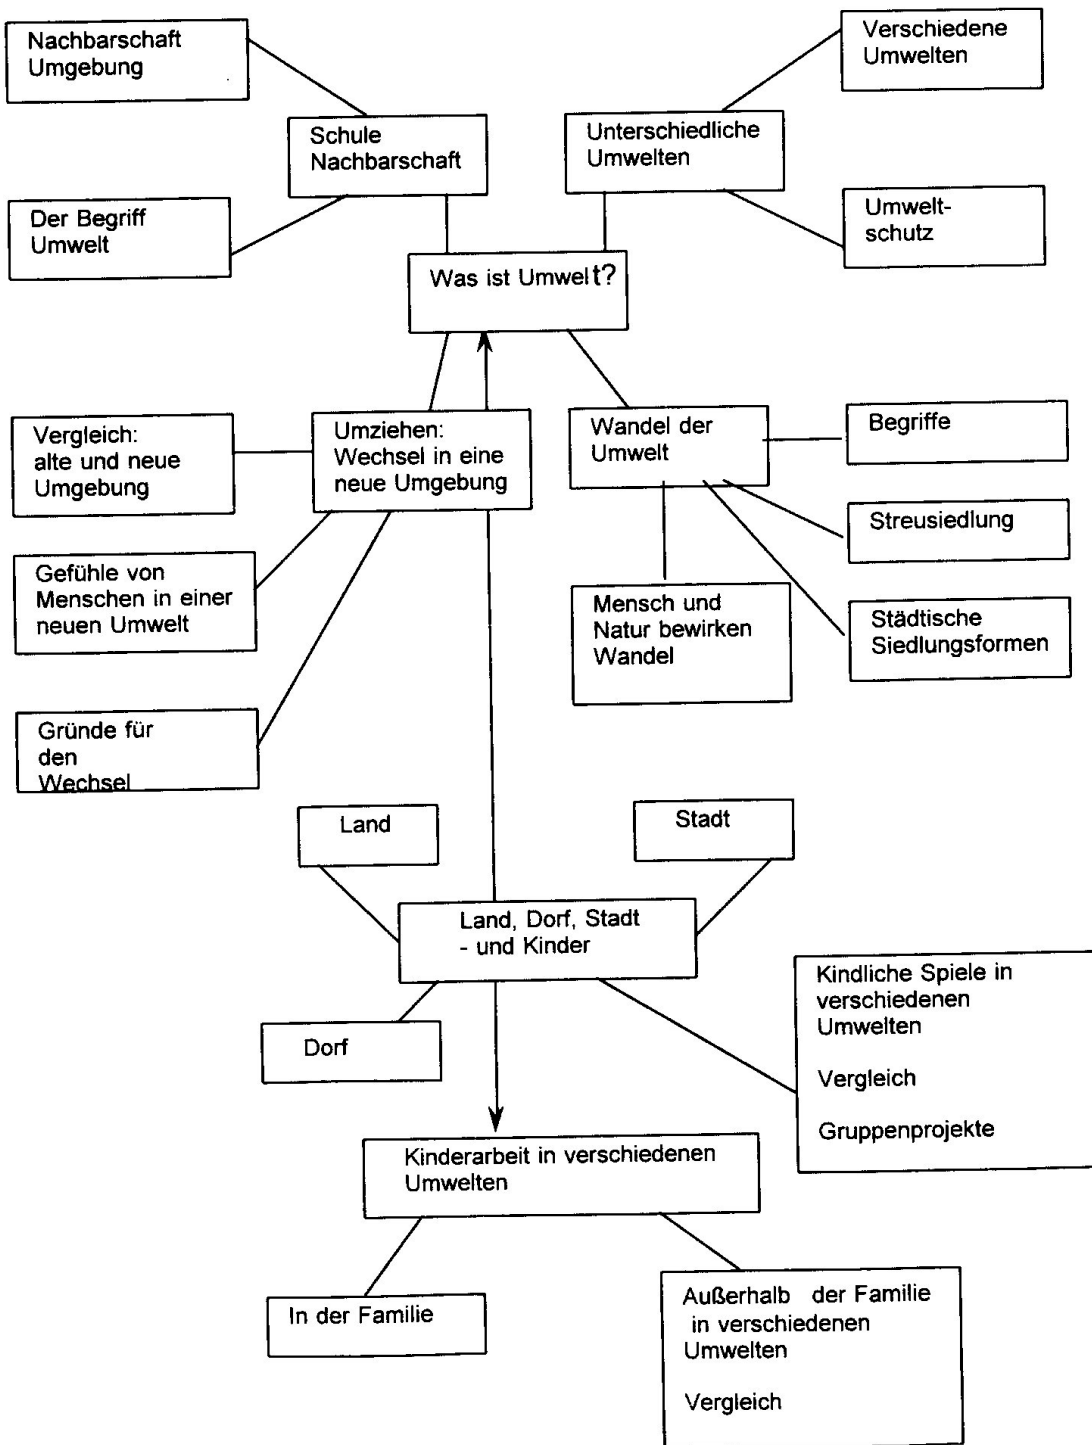 Nachbarschaft
Umgebung
Verschiedene
Umwelten
Schule
Nachbarschaft
Unterschiedliche
Umwelten
Der Begriff
Umwelt
Umwelt-
schutz
Was ist Umwelt?
Vergleich:
alte und neue
Umgebung
Umziehen:
Wechsel in eine
neue Umgebung
Wandel der
Umwelt
Begriffe
Streusiedlung
Gefühle von
Menschen in einer
neuen Umwelt
Mensch und
Natur bewirken
Wandel
Städtische
Siedlungsformen
Gründe für
den
Wechsel
Land
Stadt
Land, Dorf, Stadt
- und Kinder
Dorf
Kindliche Spiele in
verschiedenen
Umwelten
Vergleich
Gruppenprojekte
Kinderarbeit in verschiedenen
Umwelten
In der Familie
Außerhalb der Familie
in verschiedenen
Umwelten
Vergleich